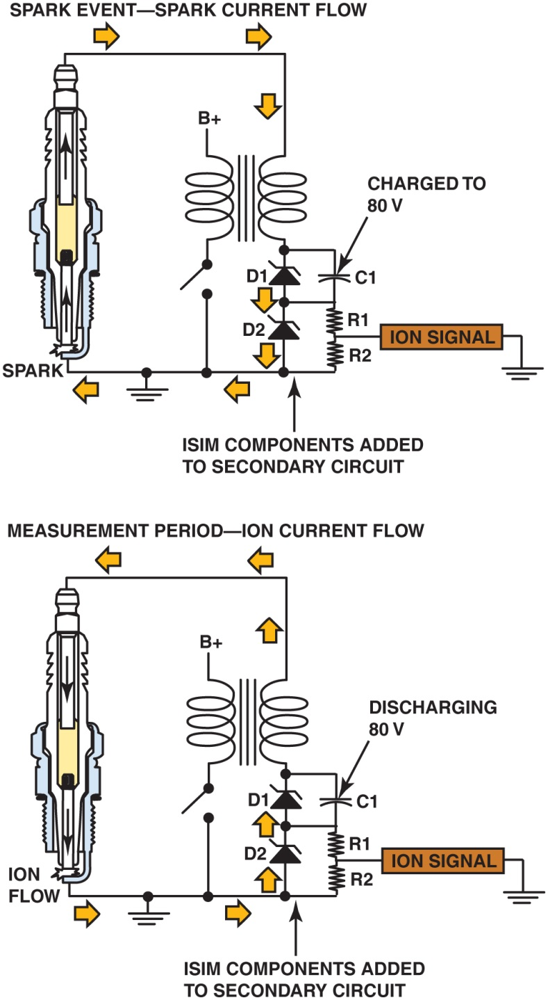 SPARK EVENT—SPARK CURRENT FLOW
B+
CHARGED TO
80 V
D1
C1
R1
D2
ION SIGNAL
R2
SPARK
ISIM COMPONENTS ADDED
TO SECONDARY CIRCUIT
MEASUREMENT PERIOD—ION CURRENT FLOW
B+
DISCHARGING
80 V
D1
C1
R1
D2
ION SIGNAL
R2
ION
FLOW
ISIM COMPONENTS ADDED
TO SECONDARY CIRCUIT